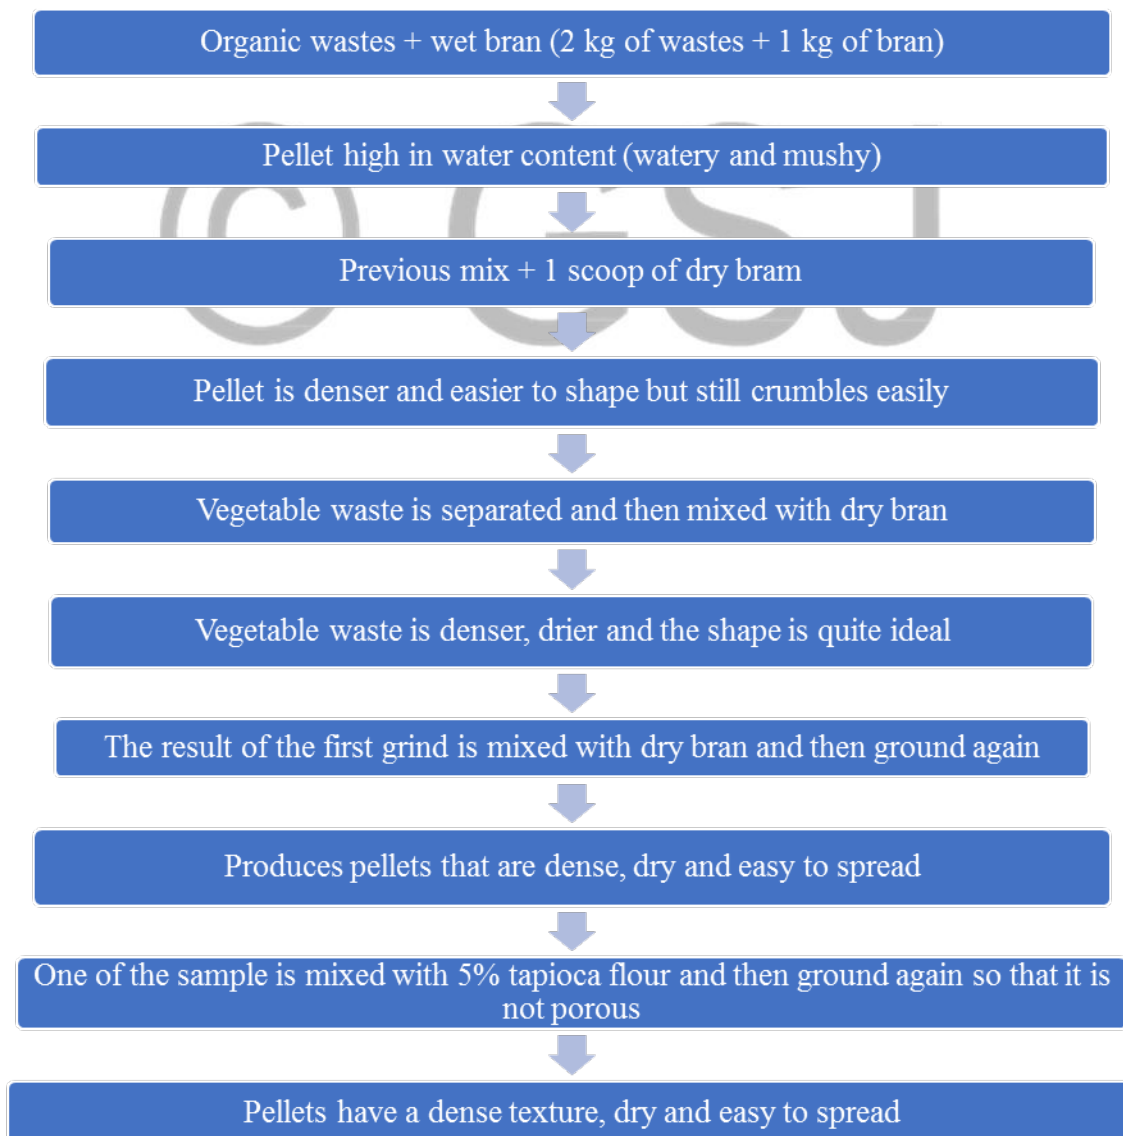 Organic wastes + wet bran (2 kg of wastes + 1 kg of bran)
Pellet high in water content (watery and mushy)
© GSJ
Previous mix + 1 scoop of dry bram
Pellet is denser and easier to shape but still crumbles easily
Vegetable waste is separated and then mixed with dry bran
Vegetable waste is denser, drier and the shape is quite ideal
The result of the first grind is mixed with dry bran and then ground again
Produces pellets that are dense, dry and easy to spread
One of the sample is mixed with 5% tapioca flour and then ground again so that it is
not porous
Pellets have a dense texture, dry and easy to spread